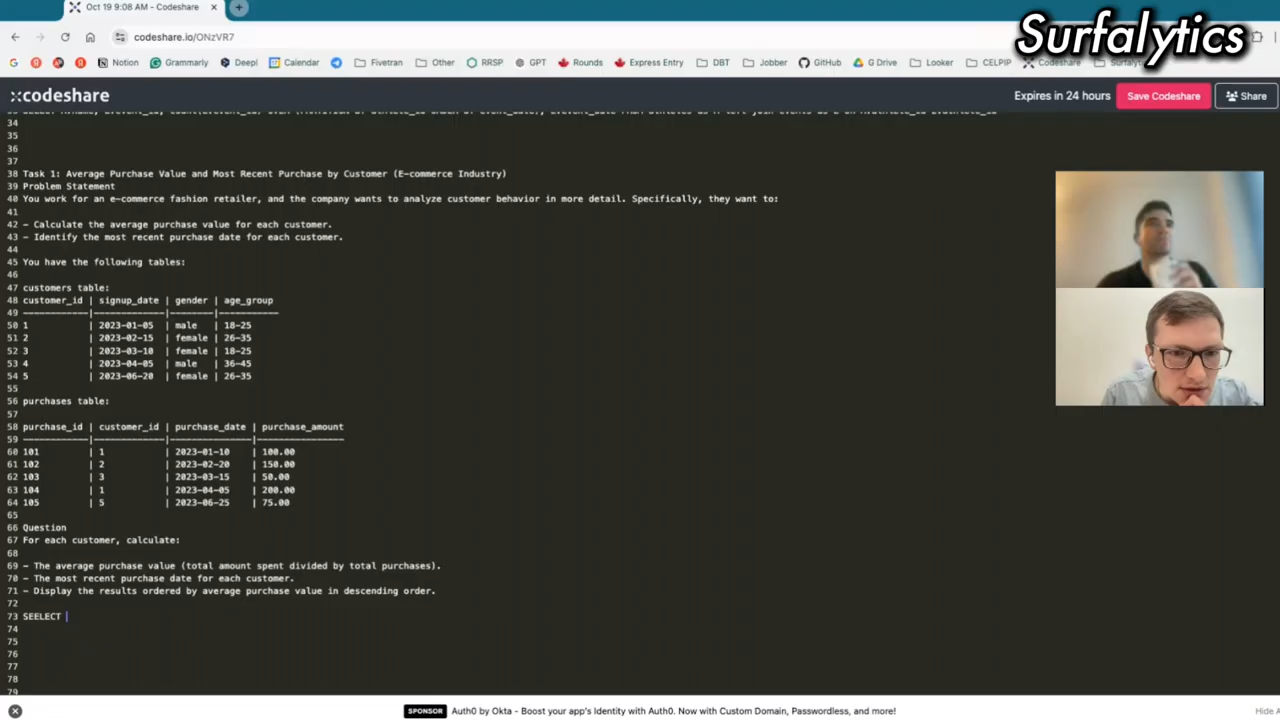 Oct 19 9:08 AM - Codeshare
codeshare.io/ONzVR7
Surfalytics
Notion Grammarly Deepl Calendar Fivetran Other RRSP GPT Rounds Express Entry DBT Jobber GitHub G Drive Looker CELPIP Codeshare
codeshare
Expires in 24 hours
Save Codeshare
Share
34
35
36
37
38 Task 1: Average Purchase Value and Most Recent Purchase by Customer (E-commerce Industry)
39 Problem Statement
40 You work for an e-commerce fashion retailer, and the company wants to analyze customer behavior in more detail. Specifically, they want to:
41
42 - Calculate the average purchase value for each customer.
43 - Identify the most recent purchase date for each customer.
44
45 You have the following tables:
46
47 customers table:
48 customer_id | signup_date | gender | age_group
49 ------------|-------------|--------|-----------
50 1 | 2023-01-05 | male | 18-25
51 2 | 2023-02-15 | female | 26-35
52 3 | 2023-03-10 | female | 18-25
53 4 | 2023-04-05 | male | 36-45
54 5 | 2023-06-20 | female | 26-35
55
56 purchases table:
57
58 purchase_id | customer_id | purchase_date | purchase_amount
59 ------------|-------------|---------------|----------------
60 101 | 1 | 2023-01-10 | 100.00
61 102 | 2 | 2023-02-20 | 150.00
62 103 | 3 | 2023-03-15 | 50.00
63 104 | 1 | 2023-04-05 | 200.00
64 105 | 5 | 2023-06-25 | 75.00
65
66 Question
67 For each customer, calculate:
68
69 - The average purchase value (total amount spent divided by total purchases).
70 - The most recent purchase date for each customer.
71 - Display the results ordered by average purchase value in descending order.
72
73 SEELECT
74
75
76
77
78
79
SPONSOR Auth0 by Okta - Boost your app's Identity with Auth0. Now with Custom Domain, Passwordless, and more!
Hide